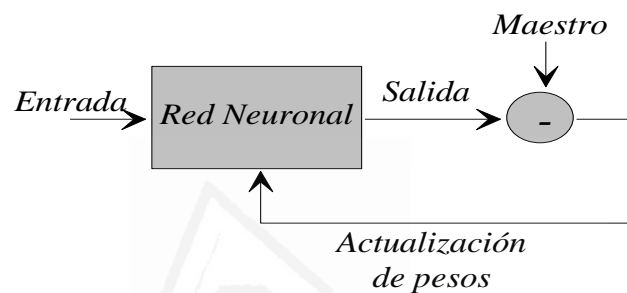 Maestro
Entrada
Red Neuronal
Salida
-
Actualización
de pesos